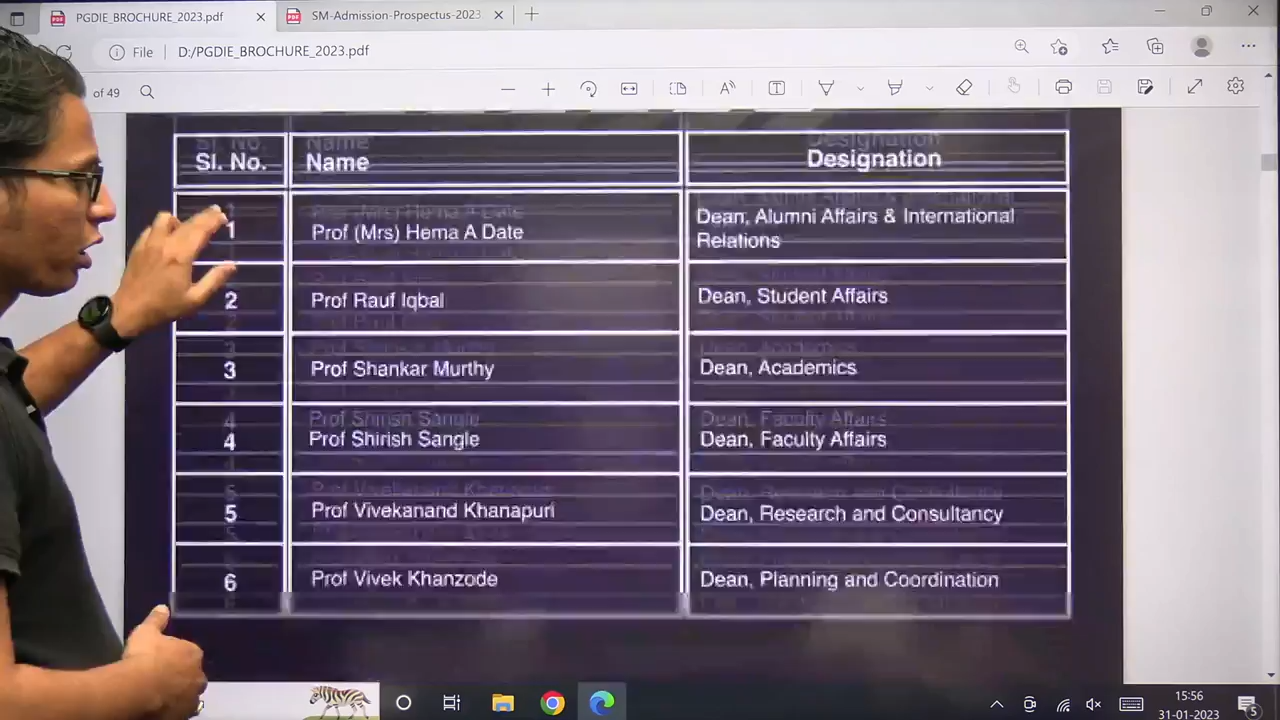 PGDIE_BROCHURE_2023.pdf
SM-Admission-Prospectus-2023
File D:/PGDIE_BROCHURE_2023.pdf
of 49
Sl. No. Name Designation
1 Prof (Mrs) Hema A Date Dean, Alumni Affairs & International
Relations
2 Prof Rauf Iqbal Dean, Student Affairs
3 Prof Shankar Murthy Dean, Academics
4 Prof Shirish Sangle Dean, Faculty Affairs
5 Prof Vivekanand Khanapuri Dean, Research and Consultancy
6 Prof Vivek Khanzode Dean, Planning and Coordination
15:56
31-01-2023
5